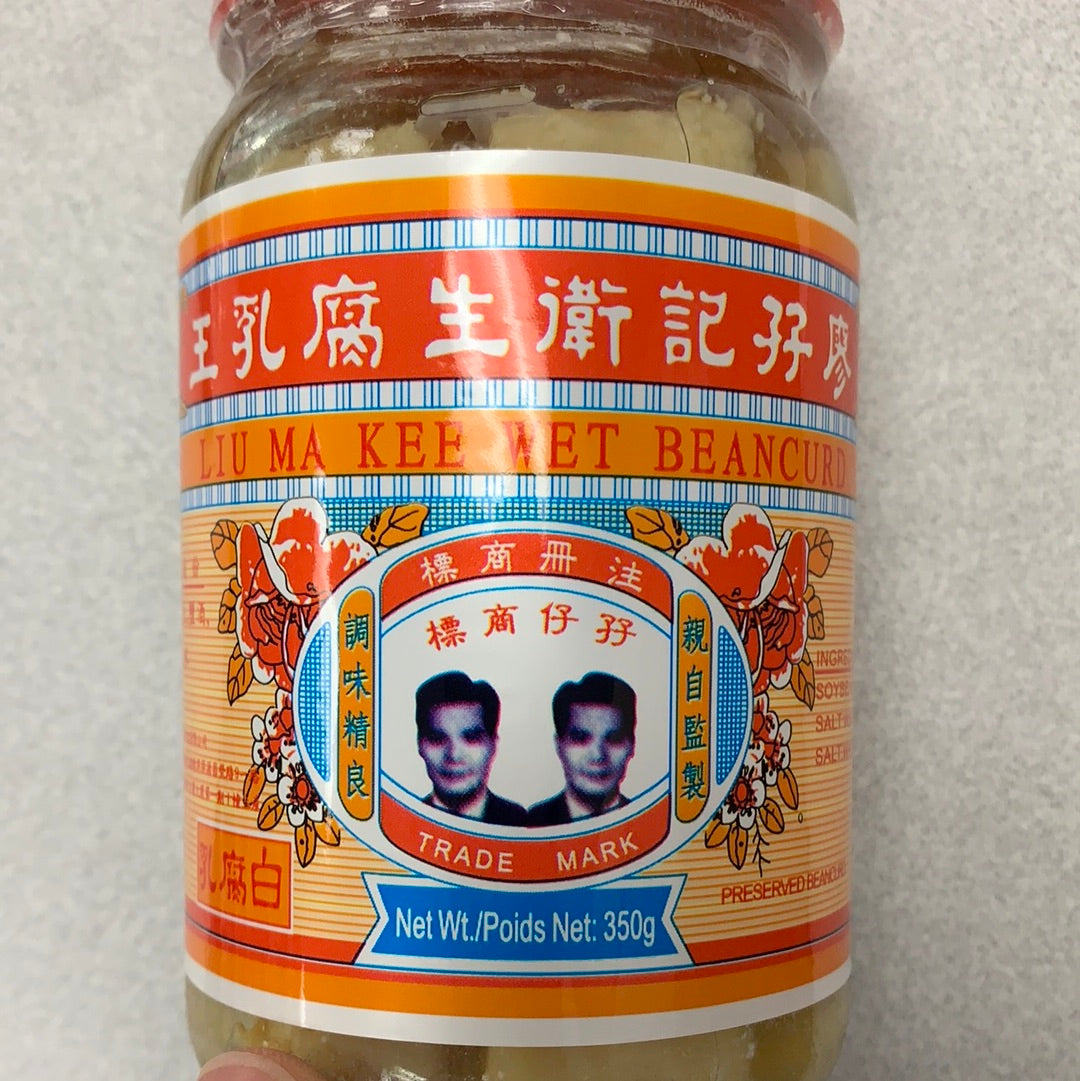 廖孖記衛生腐乳王
LIU MA KEE WET BEANCURD
注冊商標
孖仔商標
親自監製
調味精良
TRADE MARK
Net Wt./Poids Net: 350g
白腐乳
PRESERVED